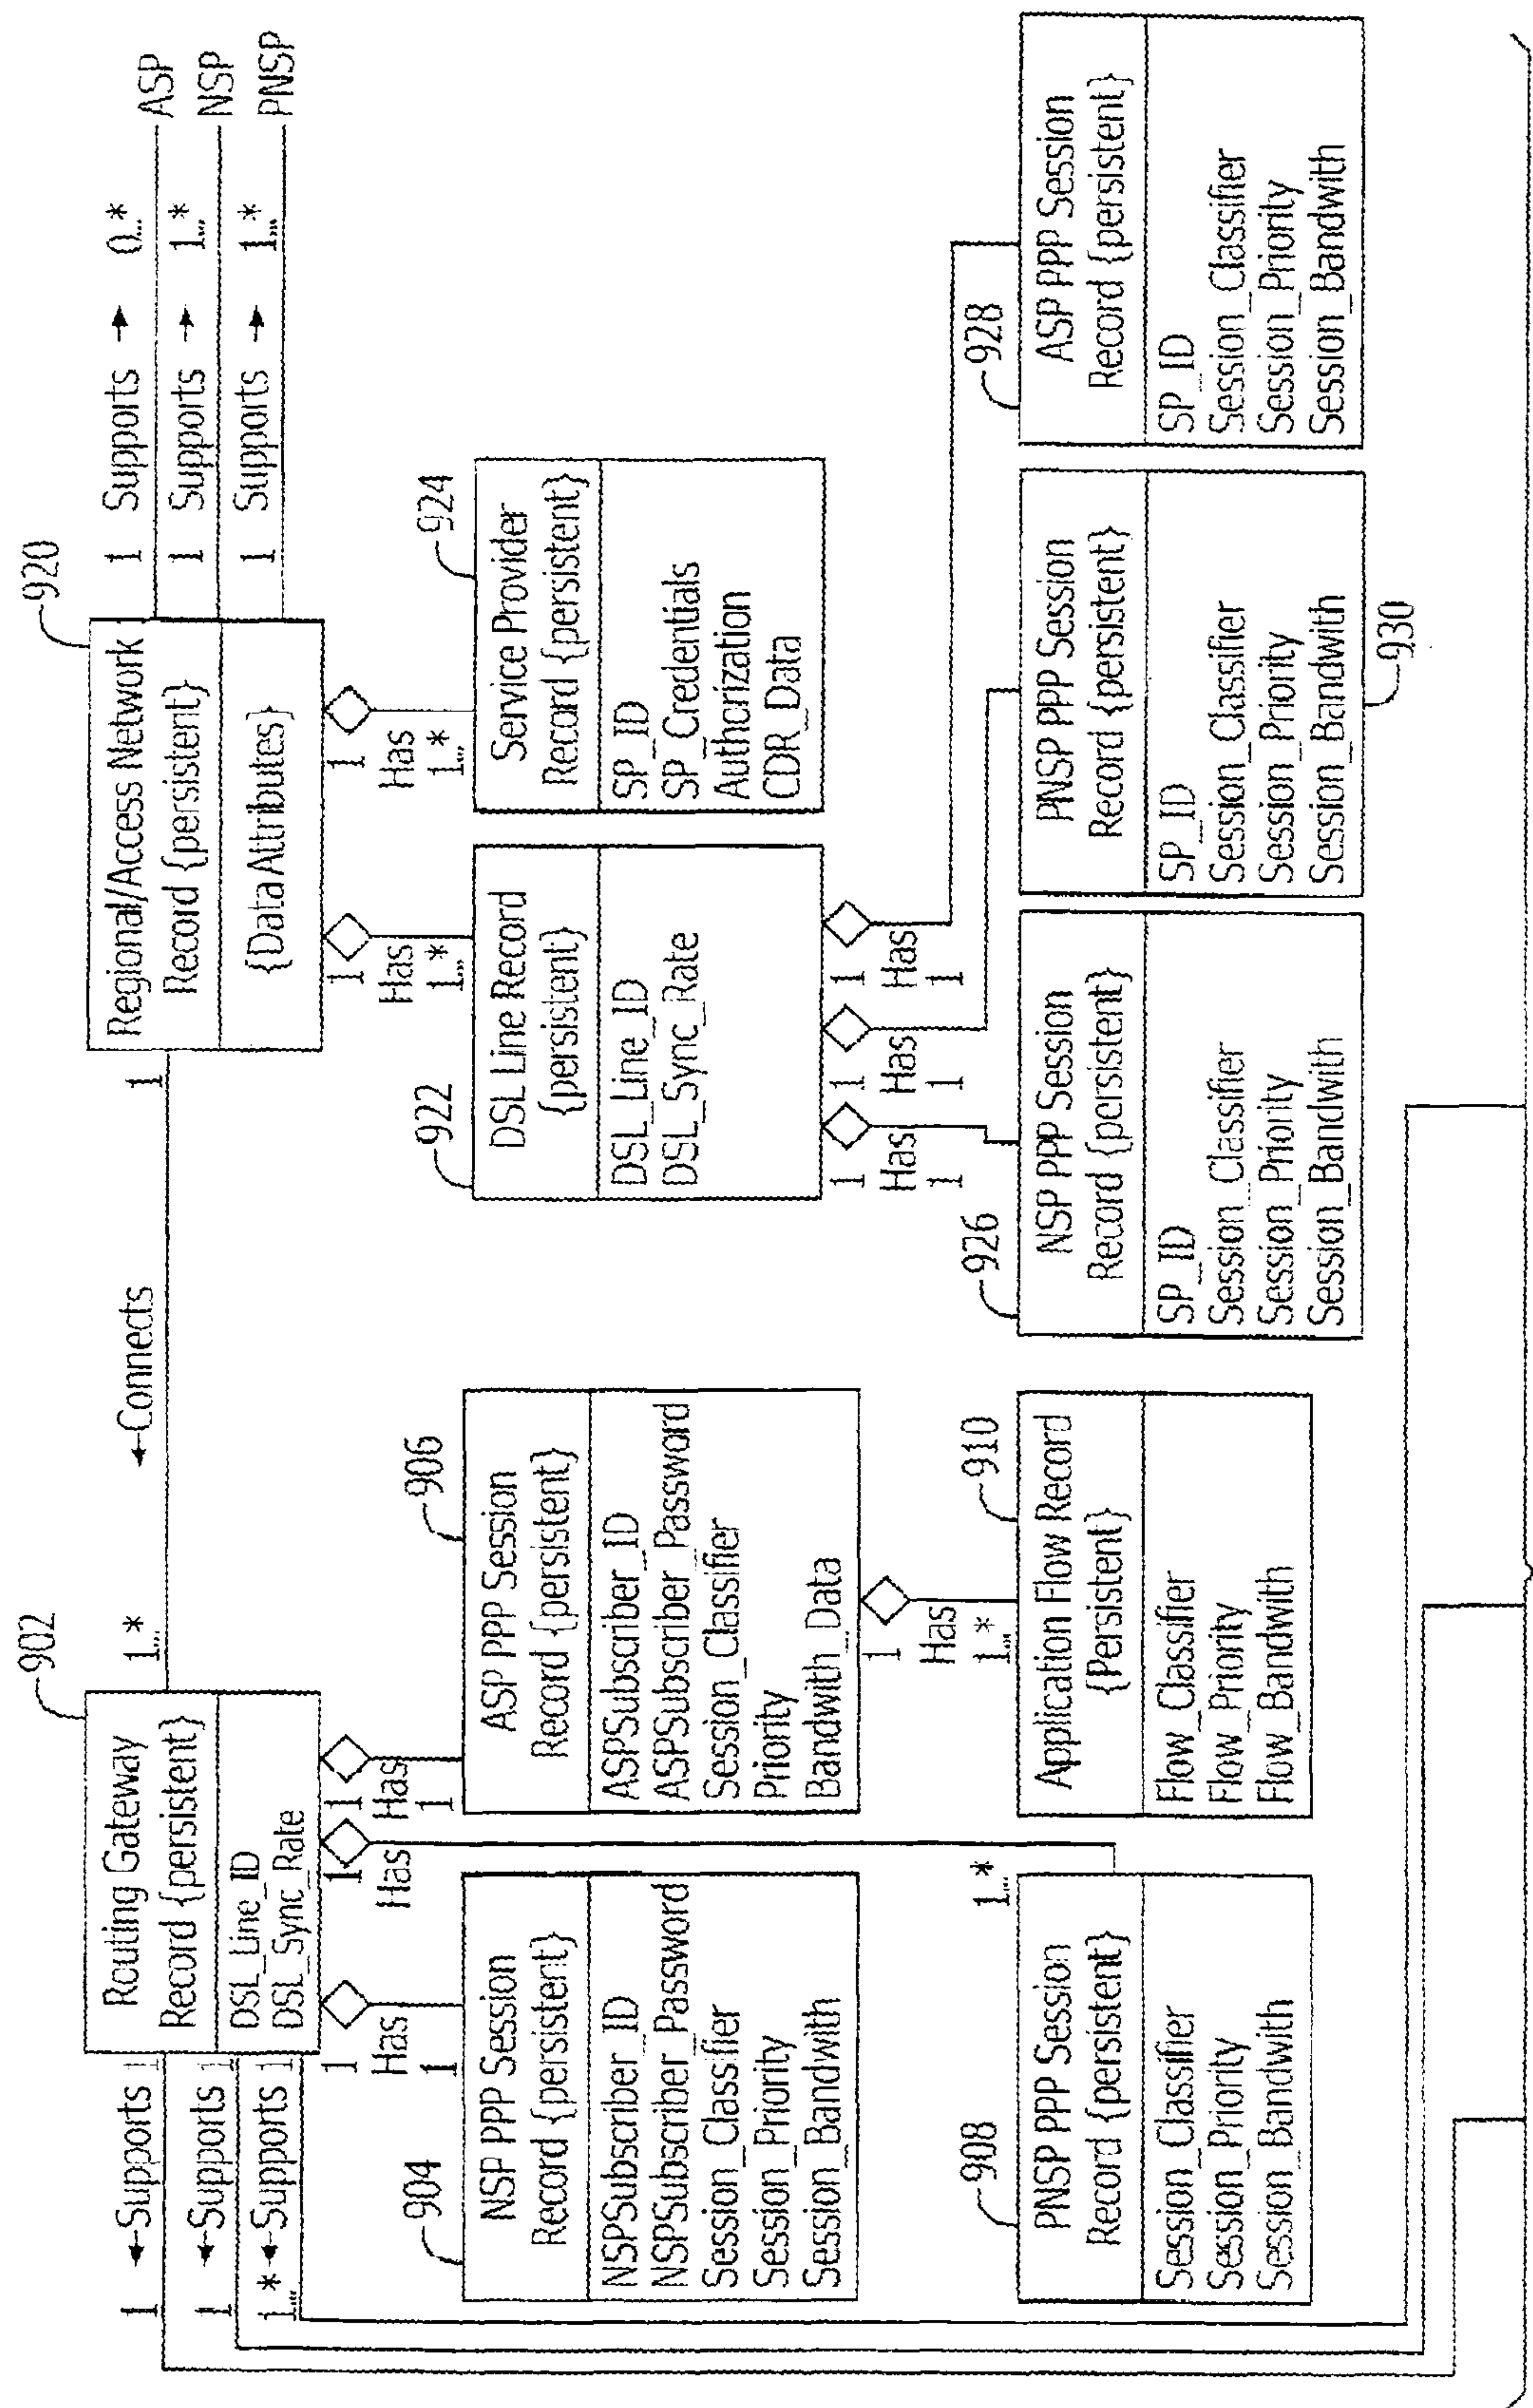 902
Routing Gateway
Record {persistent}
DSL_Line_ID
DSL_Sync_Rate
1 ←Supports 1
1 ←Supports 1
1...* ←Supports 1
1...*
←Connects
1
920
Regional/Access Network
Record {persistent}
{Data Attributes}
1 Supports → 0...* ASP
1 Supports → 1...* NSP
1 Supports → 1...* PNSP
1
Has
1
1
Has
1...*
1
Has
1
1
Has
1...*
1
Has
1...*
904
NSP PPP Session
Record {persistent}
NSPSubscriber_ID
NSPSubscriber_Password
Session_Classifier
Session_Priority
Session_Bandwith
906
ASP PPP Session
Record {persistent}
ASPSubscriber_ID
ASPSubscriber_Password
Session_Classifier
Priority
Bandwith_Data
922
DSL Line Record
{persistent}
DSL_Line_ID
DSL_Sync_Rate
924
Service Provider
Record {persistent}
SP_ID
SP_Credentials
Authorization
CDR_Data
1
Has
1...*
1
Has
1
1
Has
1
1
Has
1
908
PNSP PPP Session
Record {persistent}
Session_Classifier
Session_Priority
Session_Bandwith
910
Application Flow Record
{Persistent}
Flow_Classifier
Flow_Priority
Flow_Bandwith
926
NSP PPP Session
Record {persistent}
SP_ID
Session_Classifier
Session_Priority
Session_Bandwith
PNSP PPP Session
Record {persistent}
SP_ID
Session_Classifier
Session_Priority
Session_Bandwith
930
928
ASP PPP Session
Record {persistent}
SP_ID
Session_Classifier
Session_Priority
Session_Bandwith